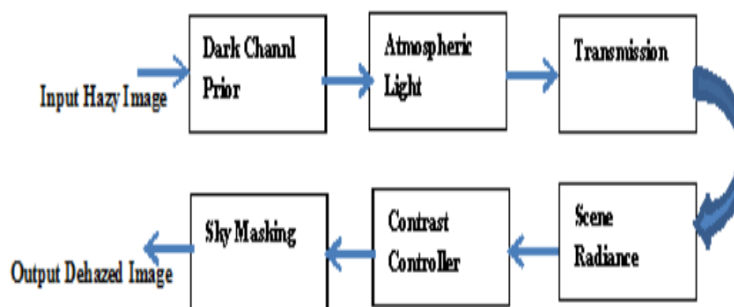 Dark Channl
Prior
Atmospheric
Light
Transmission
Input Hazy Image
Scene
Radiance
Contrast
Controller
Sky Masking
Output Dehazed Image